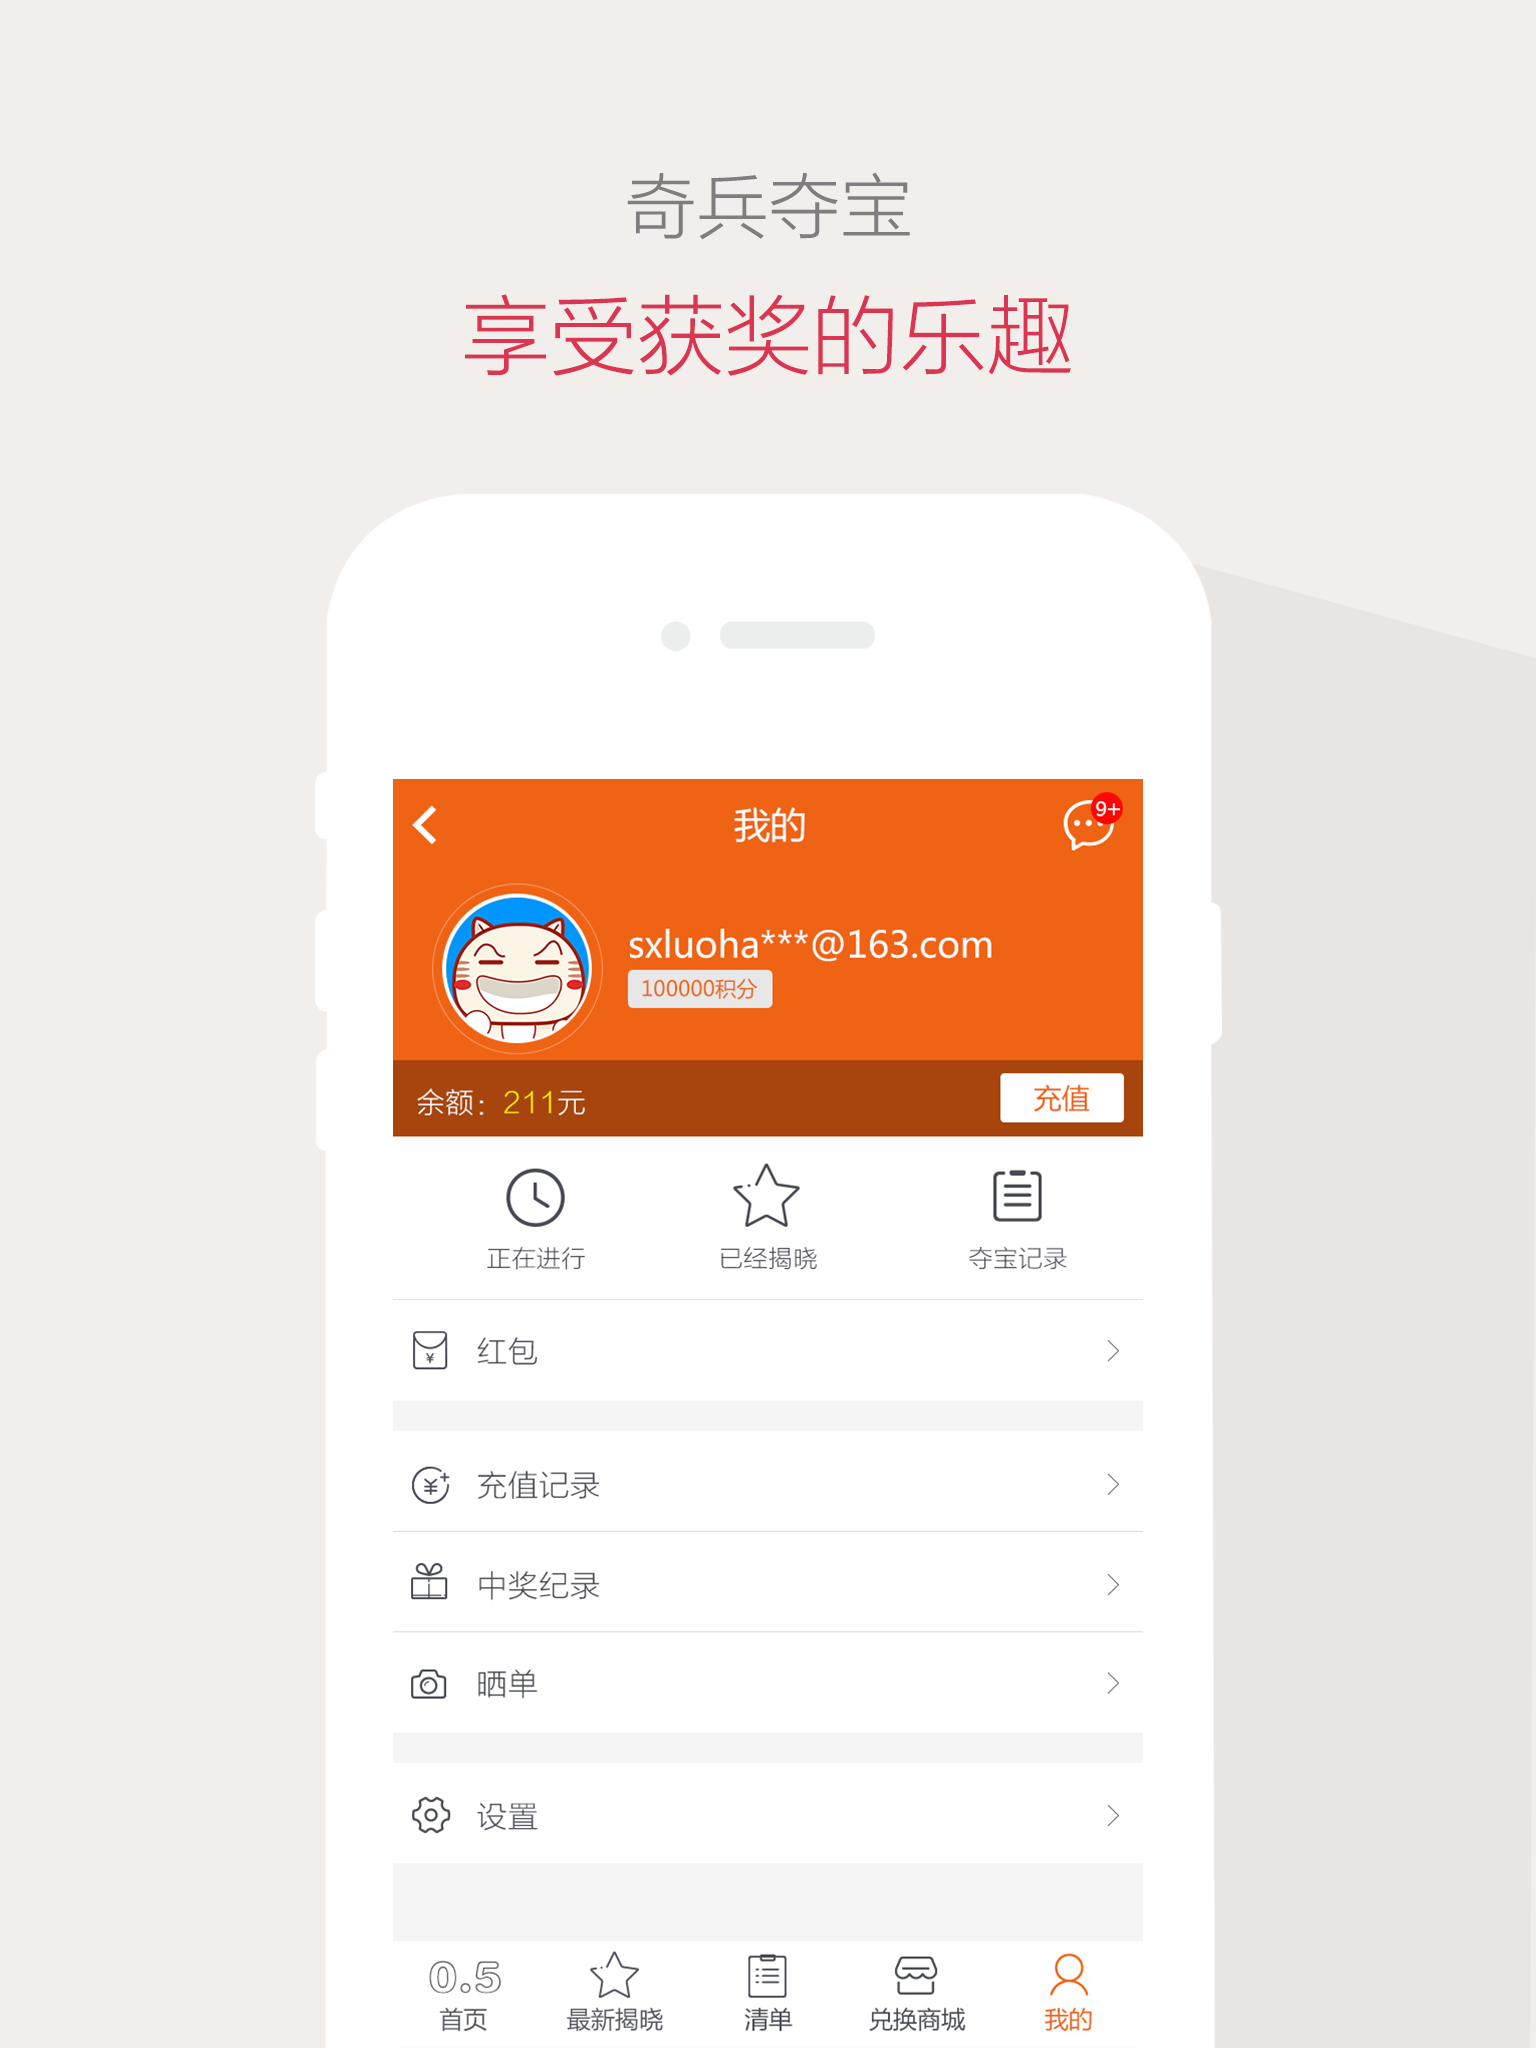 奇兵夺宝
享受获奖的乐趣
我的
9+
sxluoha***@163.com
100000积分
余额：211元
充值
正在进行
已经揭晓
夺宝记录
红包
充值记录
中奖纪录
晒单
设置
0.5
首页
最新揭晓
清单
兑换商城
我的